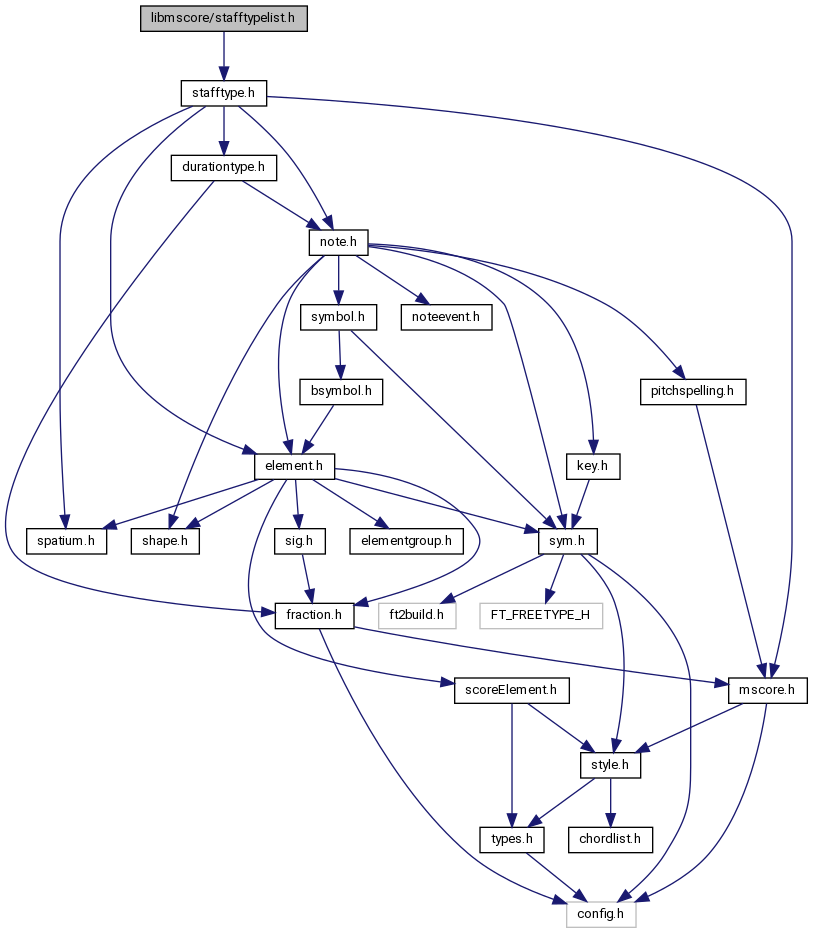 libmscore/stafftypelist.h
stafftype.h
durationtype.h
note.h
symbol.h
noteevent.h
bsymbol.h
pitchspelling.h
element.h
key.h
spatium.h
shape.h
sig.h
elementgroup.h
sym.h
fraction.h
ft2build.h
FT_FREETYPE_H
scoreElement.h
mscore.h
style.h
types.h
chordlist.h
config.h